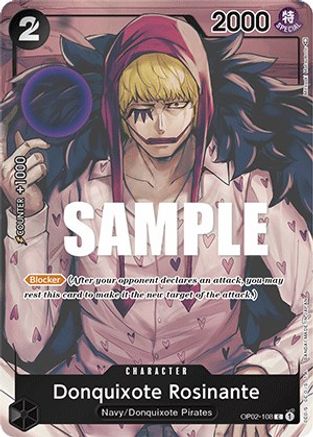 2
2000
特
SPECIAL
COUNTER +1000
SAMPLE
Blocker (After your opponent declares an attack, you may
rest this card to make it the new target of the attack.)
CHARACTER
Donquixote Rosinante
Navy/Donquixote Pirates
OP02-108 C 1